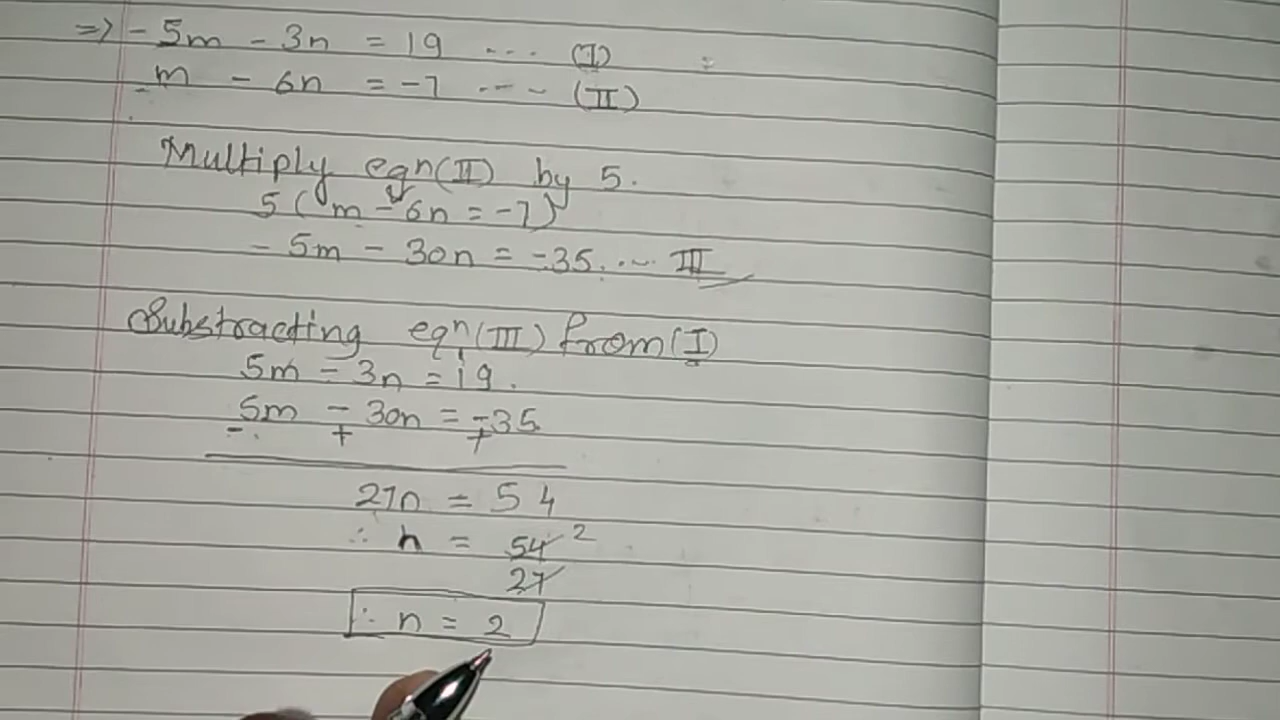 => - 5m - 3n = 19 ... (I)
m - 6n = -7 ... (II)
Multiply eqn(II) by 5.
5 ( m - 6n = -7)
- 5m - 30n = -35 ... III
Substracting eqn (III) from (I)
5m - 3n = 19.
5m - 30n = -35
- + +
27n = 54
∴ n = 54 2
27
∴ n = 2